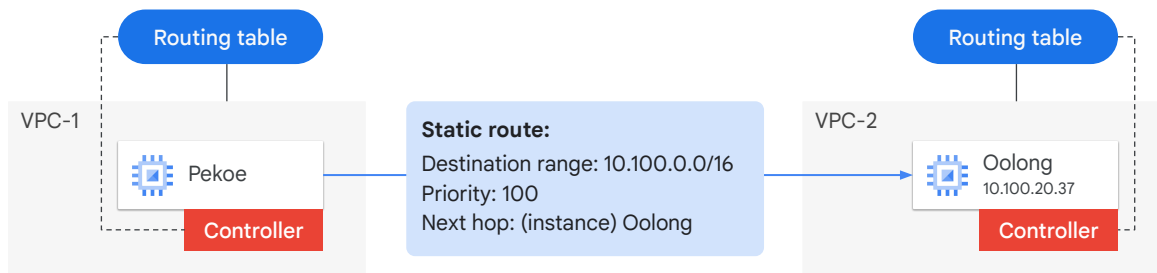 Routing table
Routing table
VPC-1
Pekoe
Controller
Static route:
Destination range: 10.100.0.0/16
Priority: 100
Next hop: (instance) Oolong
VPC-2
Oolong
10.100.20.37
Controller